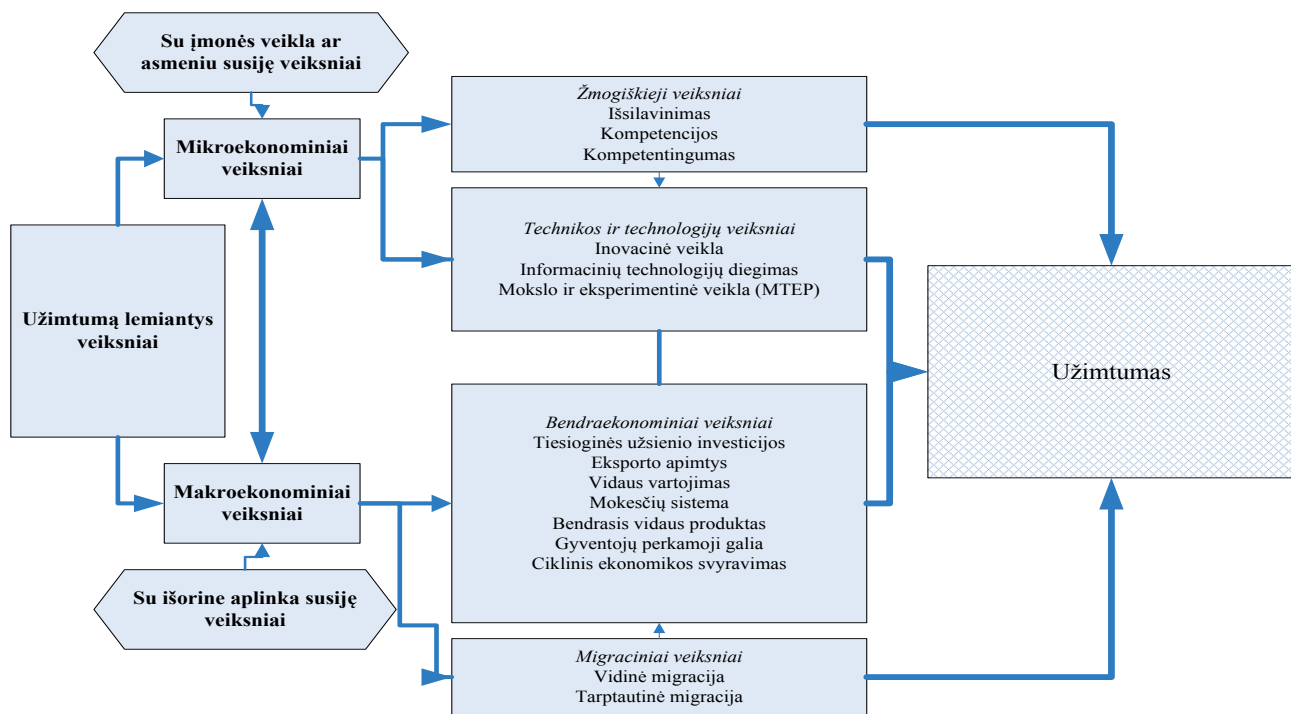 Su įmonės veikla ar
asmeniu susiję veiksniai
Mikroekonominiai
veiksniai
Užimtumą lemiantys
veiksniai
Makroekonominiai
veiksniai
Su išorine aplinka susiję
veiksniai
Žmogiškieji veiksniai
Išsilavinimas
Kompetencijos
Kompetentingumas
Technikos ir technologijų veiksniai
Inovacinė veikla
Informacinių technologijų diegimas
Mokslo ir eksperimentinė veikla (MTEP)
Bendraekonominiai veiksniai
Tiesioginės užsienio investicijos
Eksporto apimtys
Vidaus vartojimas
Mokesčių sistema
Bendrasis vidaus produktas
Gyventojų perkamoji galia
Ciklinis ekonomikos svyravimas
Migraciniai veiksniai
Vidinė migracija
Tarptautinė migracija
Užimtumas